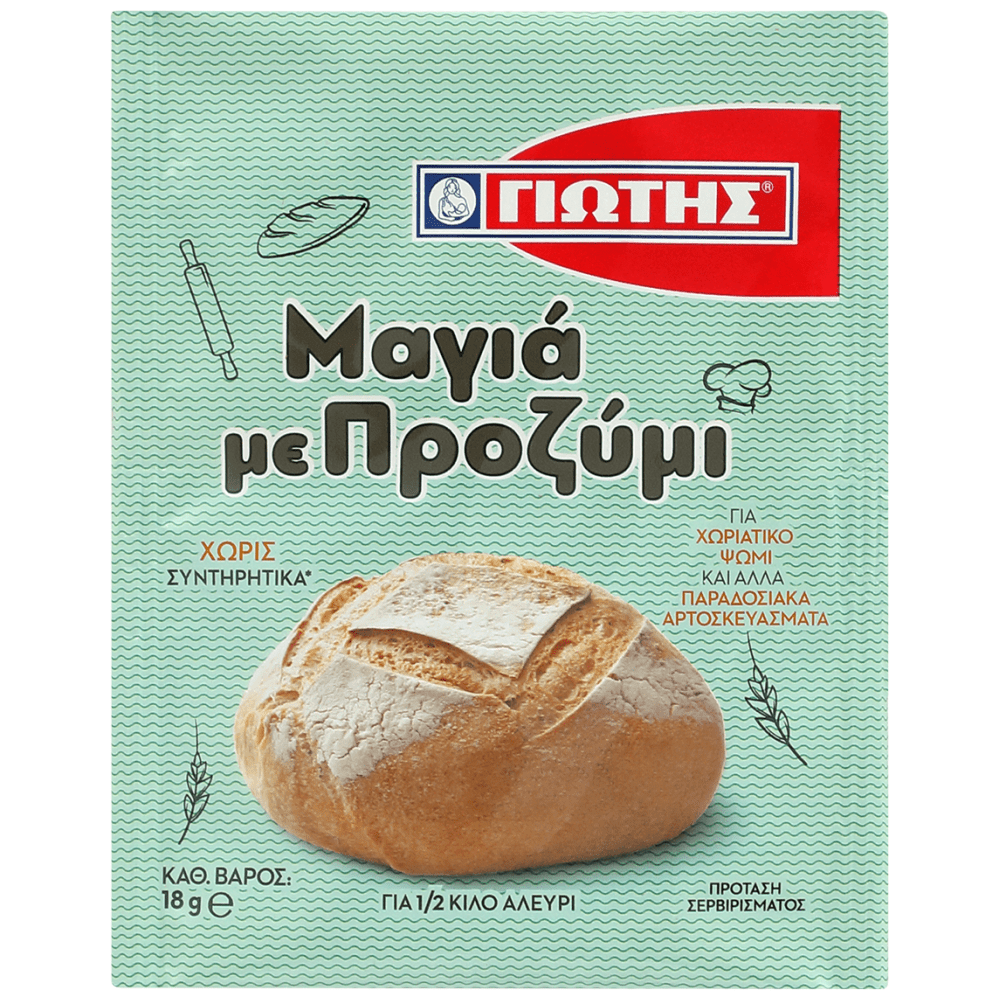 ΓΙΩΤΗΣ®
Μαγιά
με Προζύμι
ΧΩΡΙΣ
ΣΥΝΤΗΡΗΤΙΚΑ*
ΓΙΑ
ΧΩΡΙΑΤΙΚΟ
ΨΩΜΙ
ΚΑΙ ΑΛΛΑ
ΠΑΡΑΔΟΣΙΑΚΑ
ΑΡΤΟΣΚΕΥΑΣΜΑΤΑ
ΚΑΘ. ΒΑΡΟΣ:
18 g ℮
ΓΙΑ 1/2 ΚΙΛΟ ΑΛΕΥΡΙ
ΠΡΟΤΑΣΗ
ΣΕΡΒΙΡΙΣΜΑΤΟΣ